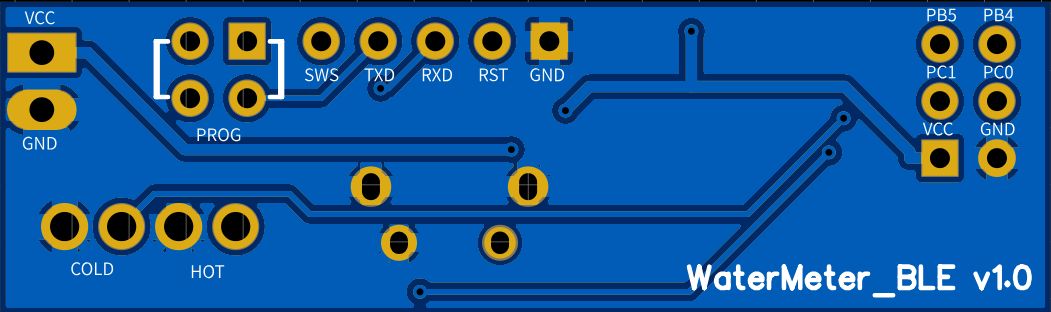 VCC
GND
PROG
SWS TXD RXD RST GND
PB5 PB4
PC1 PC0
VCC GND
COLD HOT
WaterMeter_BLE v1.0